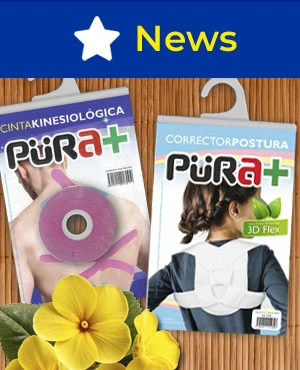 News
CINTAKINESIOLÓGICA
PÜRa+
CORRECTORPOSTURA
PÜRa+
3D Flex